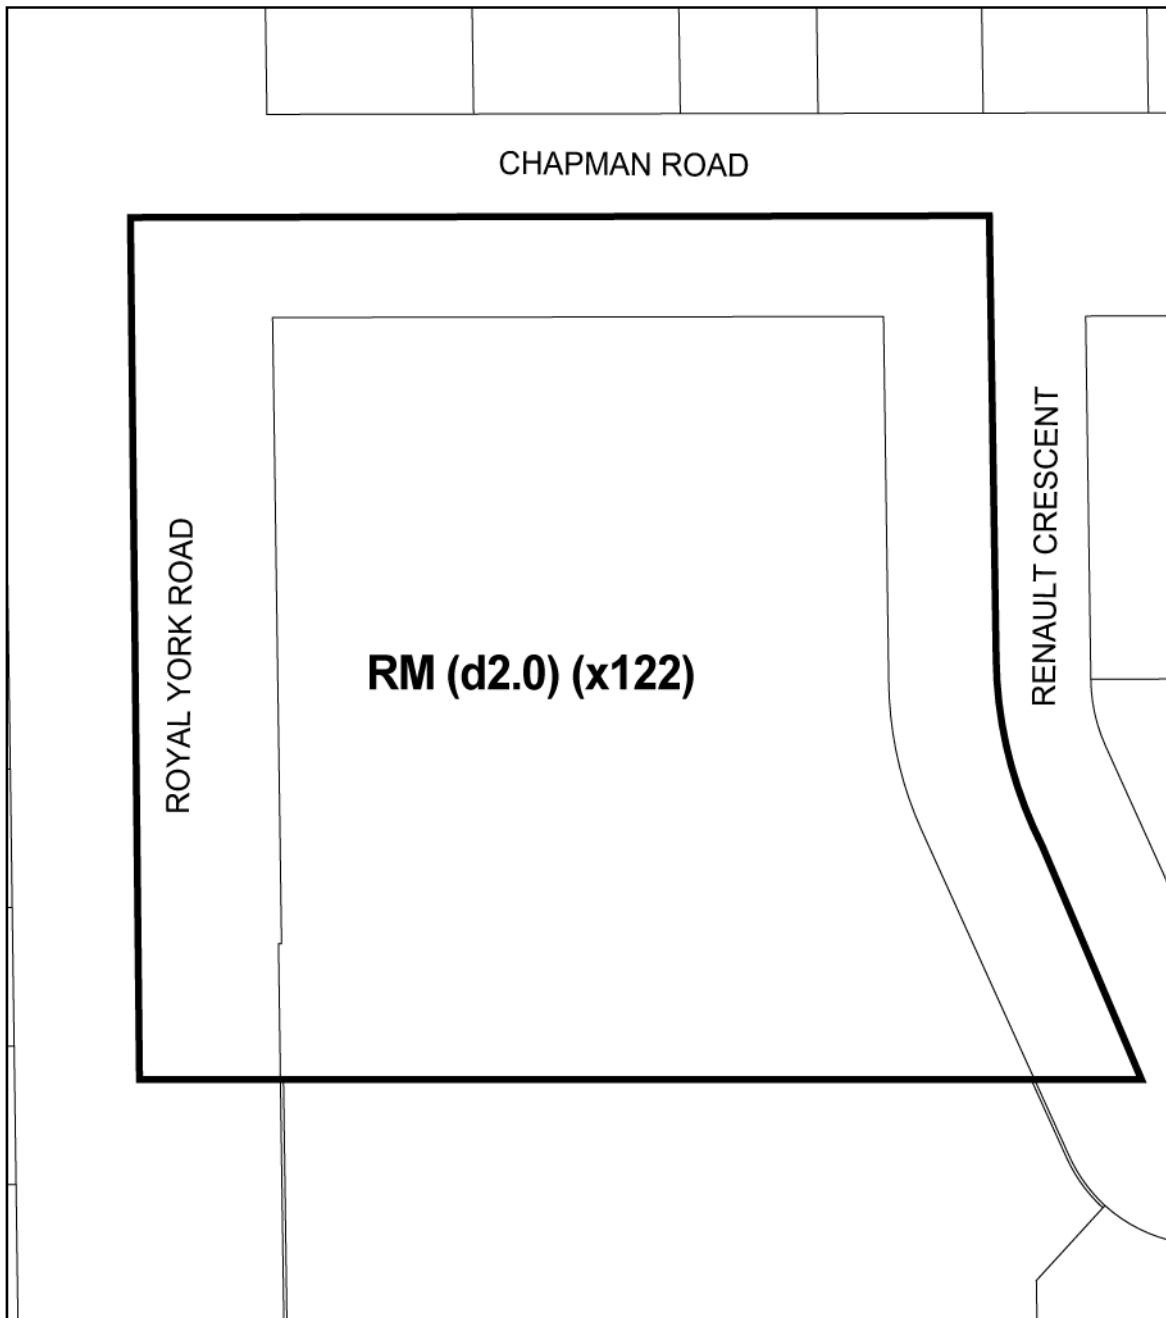 CHAPMAN ROAD
ROYAL YORK ROAD
RM (d2.0) (x122)
RENAULT CRESCENT